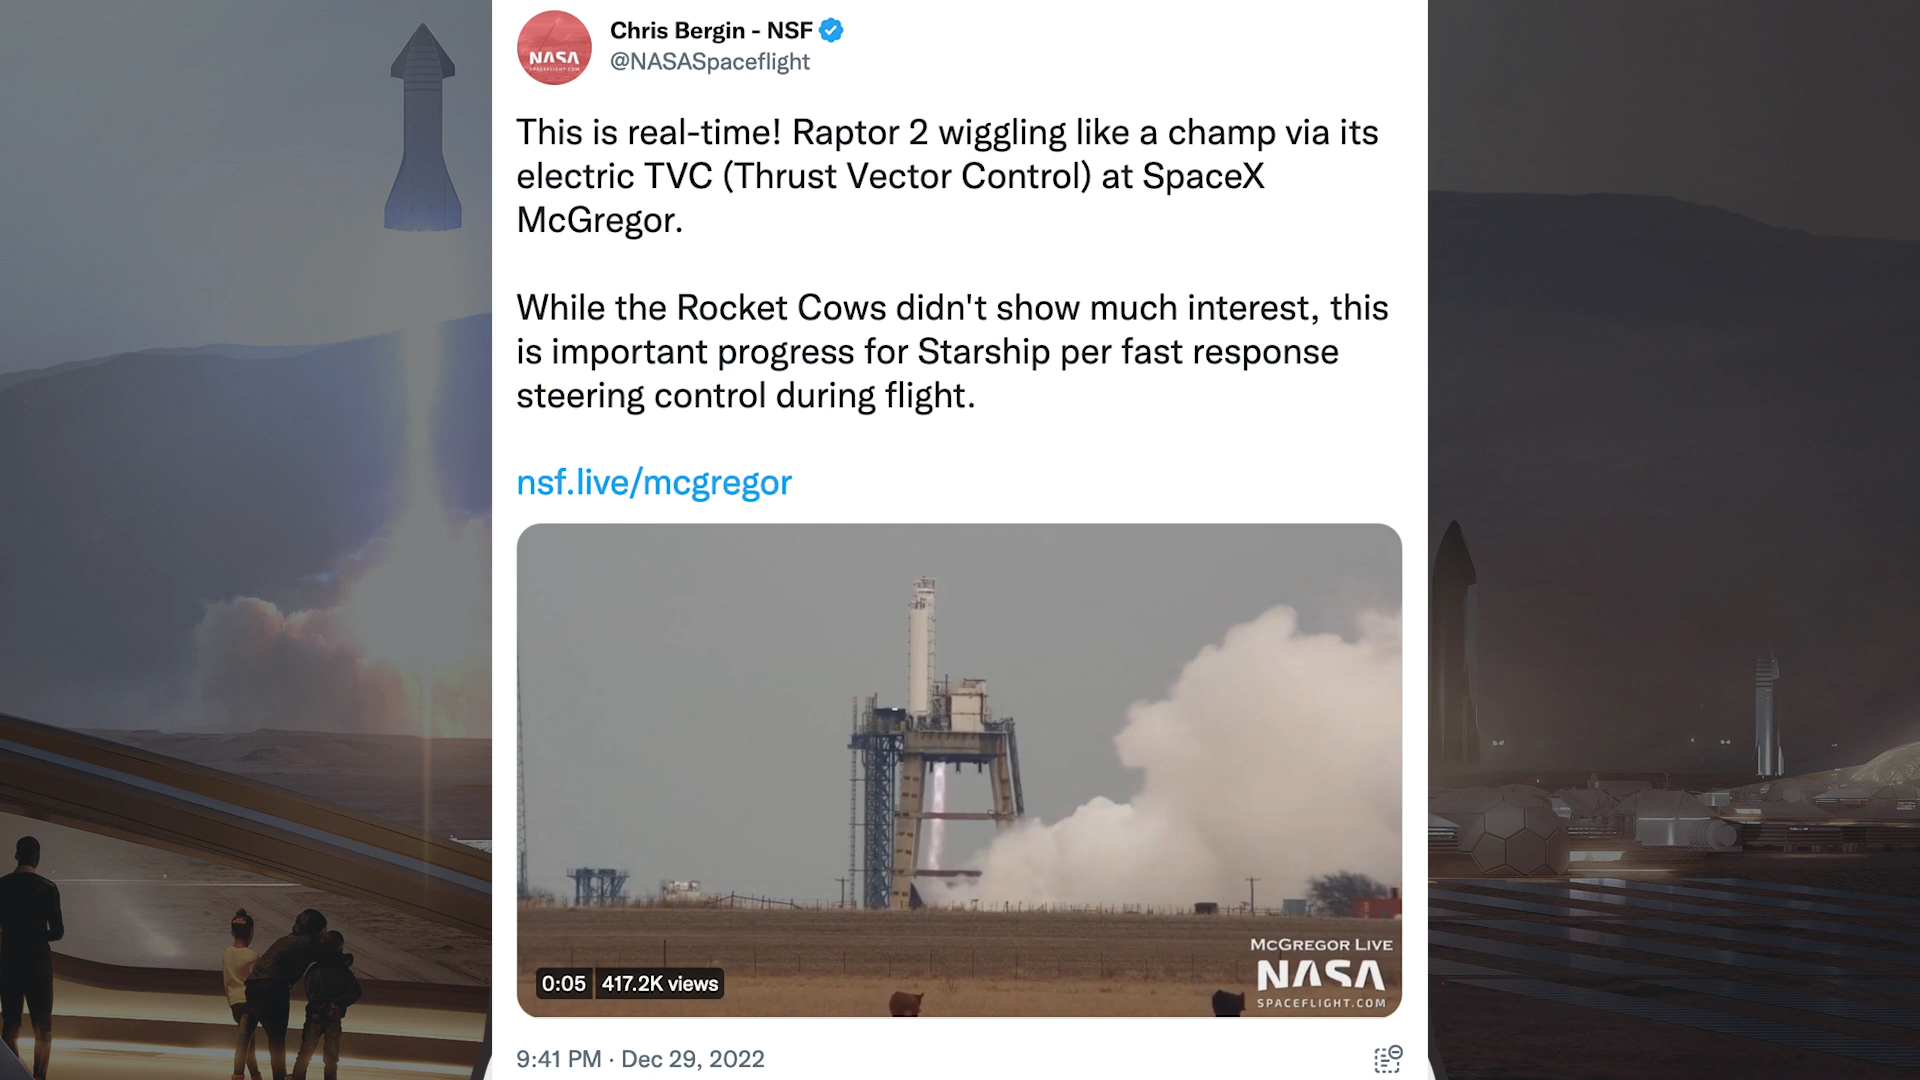 NASA
SPACEFLIGHT.COM
Chris Bergin - NSF
@NASASpaceflight
This is real-time! Raptor 2 wiggling like a champ via its
electric TVC (Thrust Vector Control) at SpaceX
McGregor.
While the Rocket Cows didn't show much interest, this
is important progress for Starship per fast response
steering control during flight.
nsf.live/mcgregor
McGregor Live
NASA
SPACEFLIGHT.COM
0:05 417.2K views
9:41 PM · Dec 29, 2022